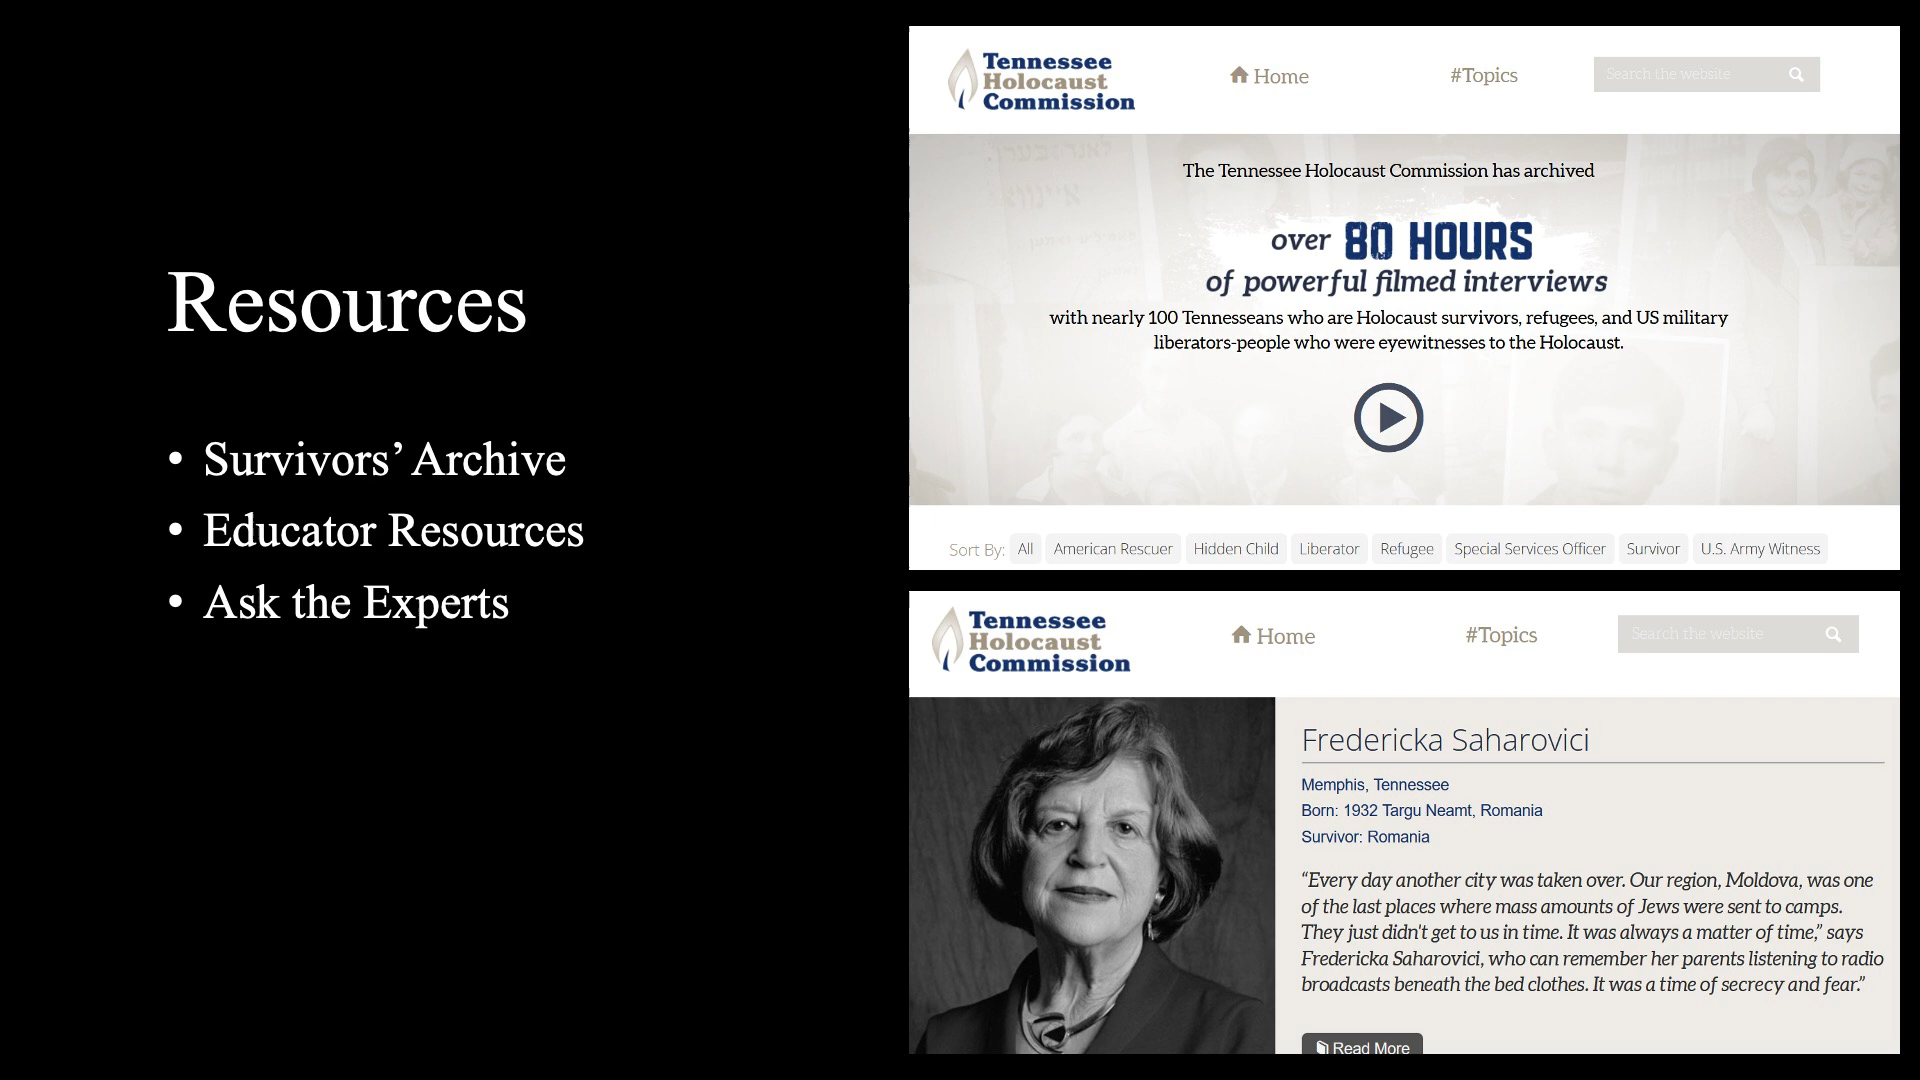 Resources
• Survivors’ Archive
• Educator Resources
• Ask the Experts
Tennessee
Holocaust
Commission
Home
#Topics
Search the website
The Tennessee Holocaust Commission has archived
over 80 HOURS
of powerful filmed interviews
with nearly 100 Tennesseans who are Holocaust survivors, refugees, and US military
liberators-people who were eyewitnesses to the Holocaust.
Sort By: All American Rescuer Hidden Child Liberator Refugee Special Services Officer Survivor U.S. Army Witness
Tennessee
Holocaust
Commission
Home
#Topics
Search the website
Fredericka Saharovici
Memphis, Tennessee
Born: 1932 Targu Neamt, Romania
Survivor: Romania
“Every day another city was taken over. Our region, Moldova, was one
of the last places where mass amounts of Jews were sent to camps.
They just didn't get to us in time. It was always a matter of time,” says
Fredericka Saharovici, who can remember her parents listening to radio
broadcasts beneath the bed clothes. It was a time of secrecy and fear.”
Read More